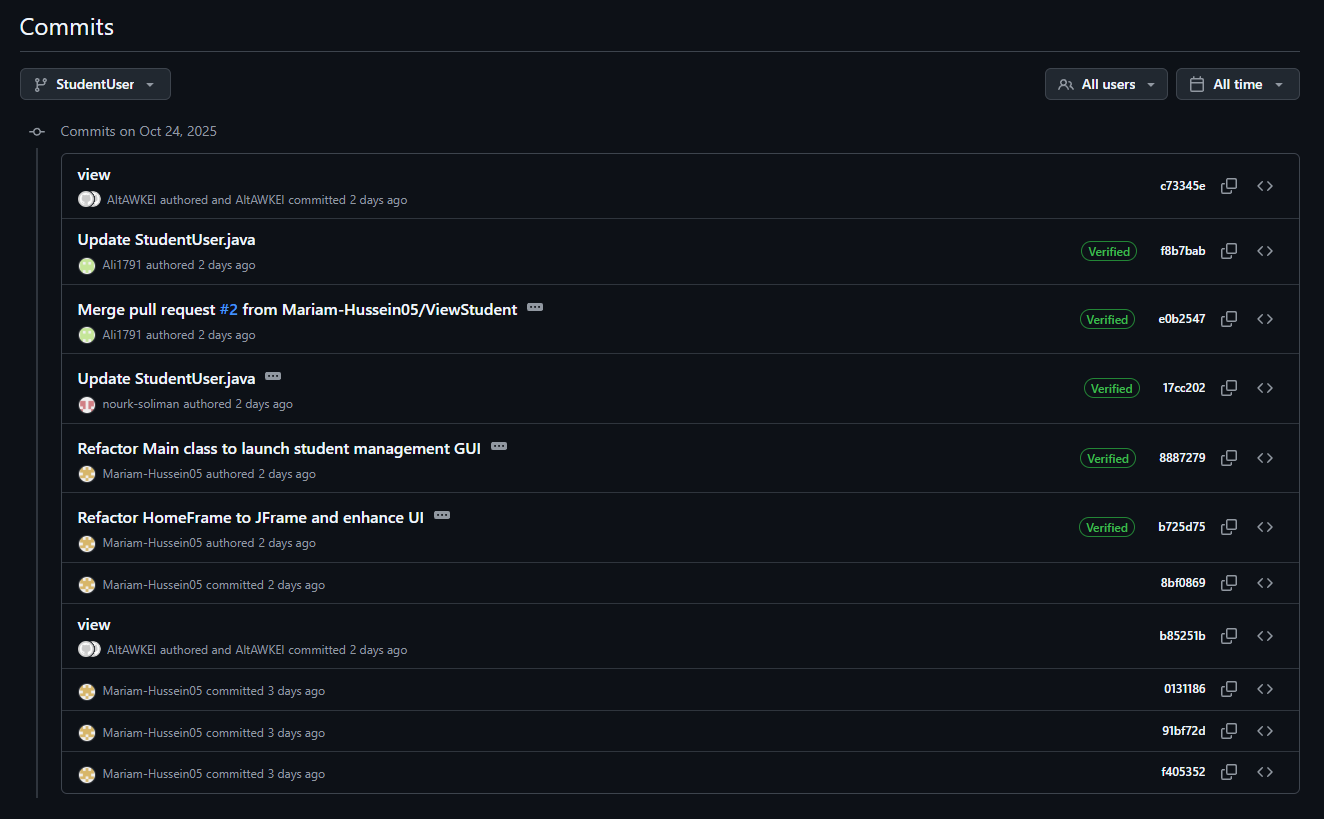 Commits
StudentUser
All users
All time
Commits on Oct 24, 2025
view
AltAWKEl authored and AltAWKEl committed 2 days ago
c73345e
Update StudentUser.java
Ali1791 authored 2 days ago
Verified
f8b7bab
Merge pull request #2 from Mariam-Hussein05/ViewStudent
Ali1791 authored 2 days ago
Verified
e0b2547
Update StudentUser.java
nourk-soliman authored 2 days ago
Verified
17cc202
Refactor Main class to launch student management GUI
Mariam-Hussein05 authored 2 days ago
Verified
8887279
Refactor HomeFrame to JFrame and enhance UI
Mariam-Hussein05 authored 2 days ago
Verified
b725d75
Mariam-Hussein05 committed 2 days ago
8bf0869
view
AltAWKEl authored and AltAWKEl committed 2 days ago
b85251b
Mariam-Hussein05 committed 3 days ago
0131186
Mariam-Hussein05 committed 3 days ago
91bf72d
Mariam-Hussein05 committed 3 days ago
f405352